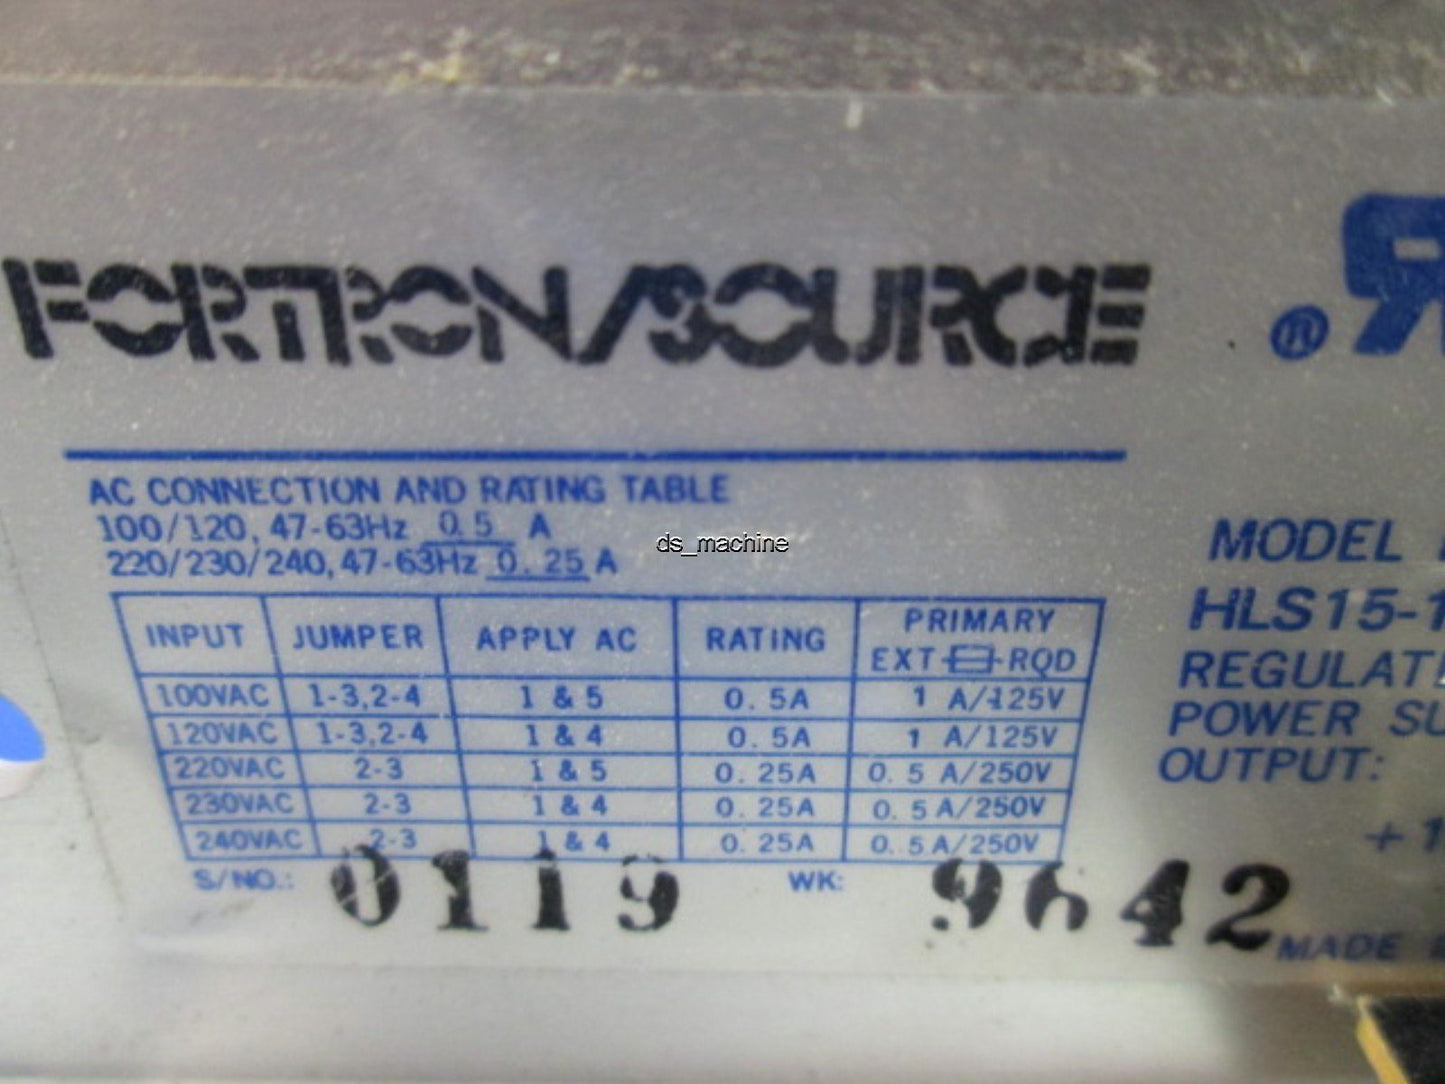 FORTRON/SOURCE
®
AC CONNECTION AND RATING TABLE
100/120, 47-63Hz 0.5 A
220/230/240, 47-63Hz 0.25 A
ds_machine
INPUT JUMPER APPLY AC RATING PRIMARY EXT RQD
100VAC 1-3,2-4 1 & 5 0.5A 1 A/125V
120VAC 1-3,2-4 1 & 4 0.5A 1 A/125V
220VAC 2-3 1 & 5 0.25A 0.5 A/250V
230VAC 2-3 1 & 4 0.25A 0.5 A/250V
240VAC 2-3 1 & 4 0.25A 0.5 A/250V
S/NO.: 0119 WK: 9642
MODEL
HLS15-1
REGULATE
POWER SU
OUTPUT:
+1
MADE